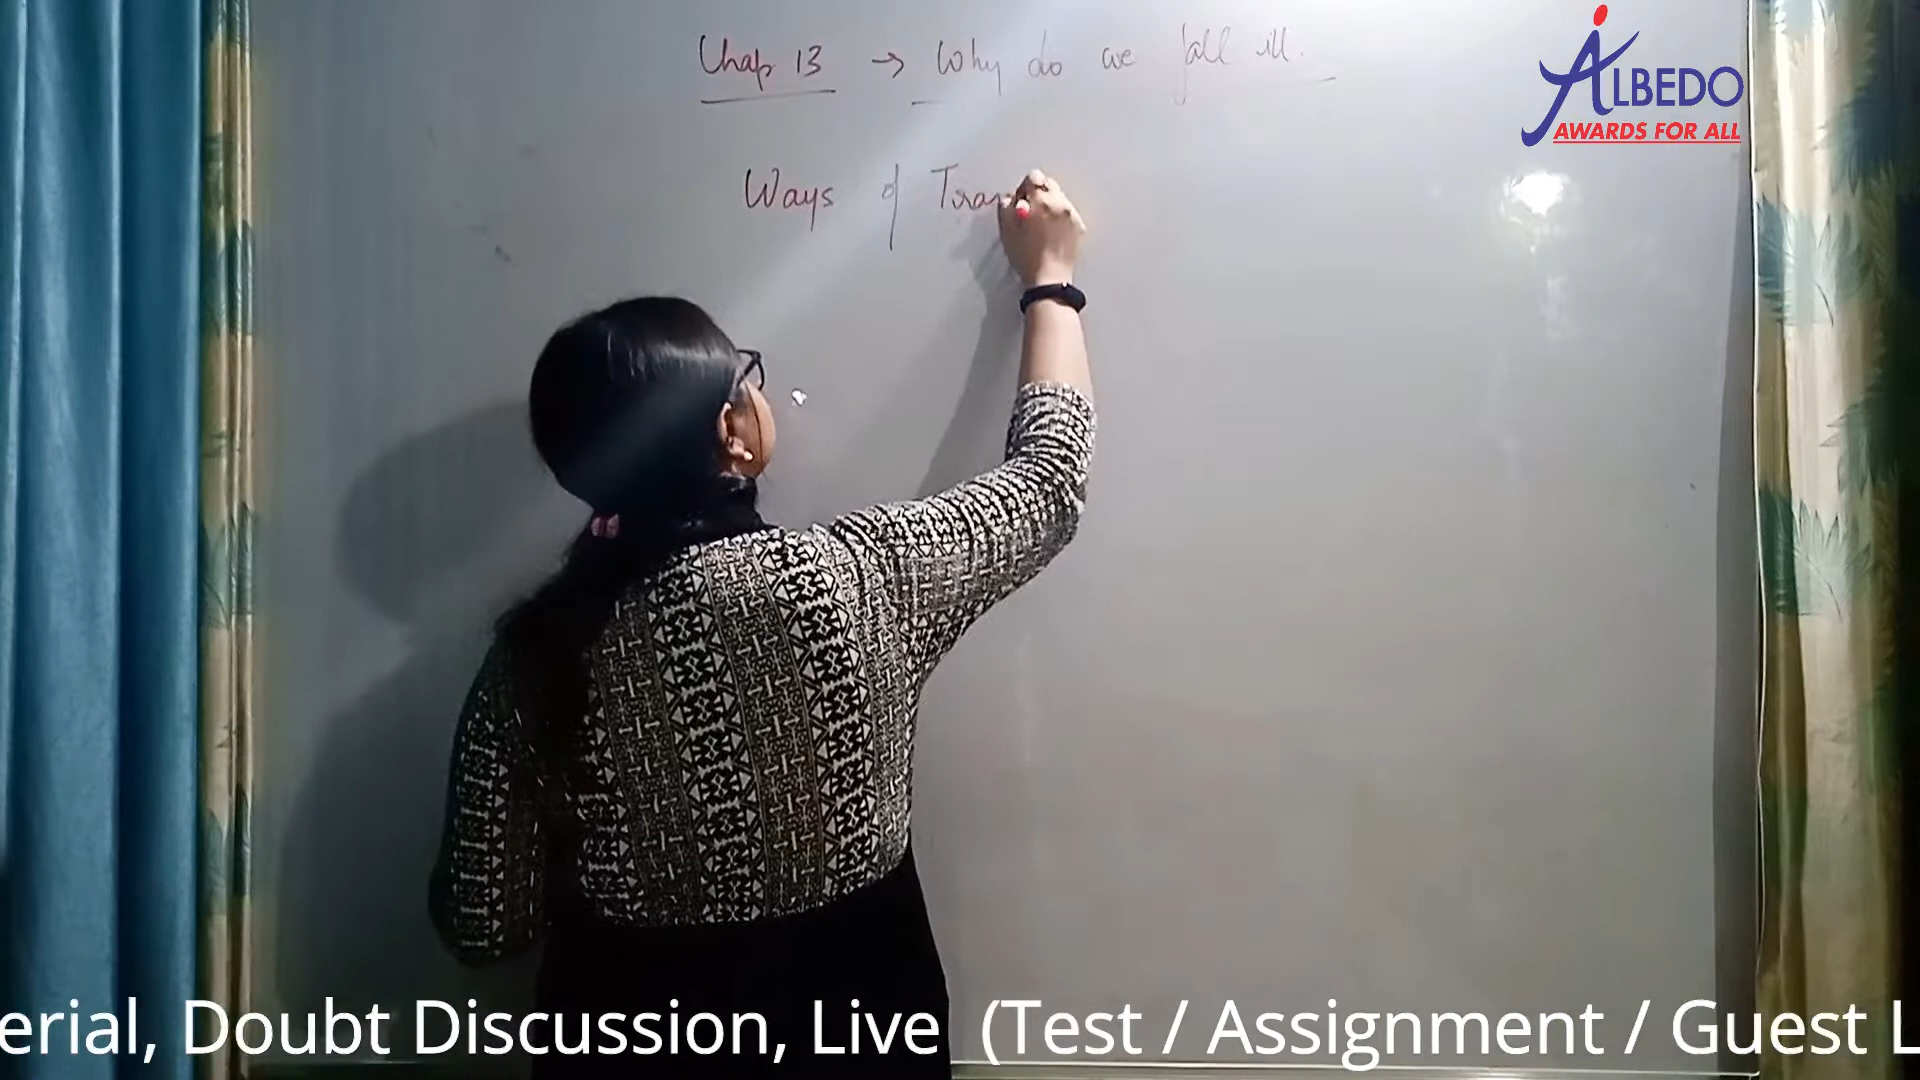 Chap 13 → Why do we fall ill.
Ways of Tran
ALBEDO
AWARDS FOR ALL
erial, Doubt Discussion, Live (Test / Assignment / Guest L